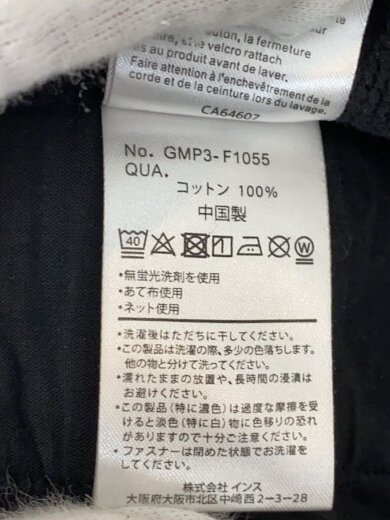 outon, la fermeture
et le velcro rattach
au produit avant de laver.
Faire attention à l'enchevêtrement de la
corde et de la ceinture lors du lavage.
CA64607
No. GMP3-F1055
QUA.
コットン 100%
中国製
40
W
・無蛍光洗剤を使用
・あて布使用
・ネット使用
・洗濯後はただちに干してください。
・この製品は洗濯の際、多少の色落ちします。
他の物と分けて洗ってください。
・濡れたままの放置や、長時間の浸漬は
お避けください。
・この製品(特に濃色)は過度な摩擦を受
けると淡色(特に白)物に色移りの恐れ
がありますので十分ご注意ください。
・ファスナーは閉めた状態でお洗濯を
してください。
株式会社 インス
大阪府大阪市北区中崎西2-3-28